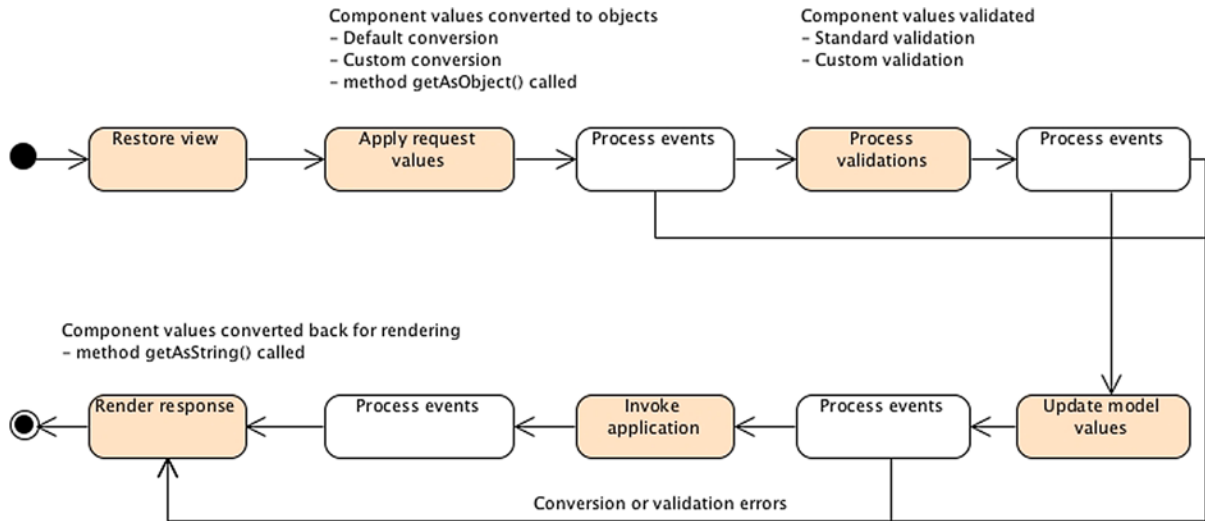 Component values converted to objects
– Default conversion
– Custom conversion
– method getAsObject() called
Component values validated
– Standard validation
– Custom validation
Restore view
Apply request
values
Process events
Process
validations
Process events
Component values converted back for rendering
– method getAsString() called
Render response
Process events
Invoke
application
Process events
Update model
values
Conversion or validation errors